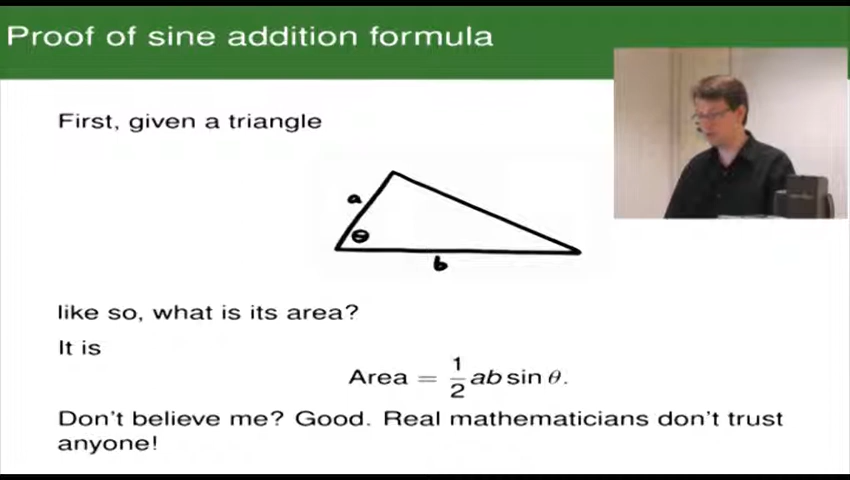 Proof of sine addition formula
First, given a triangle
a
θ
b
like so, what is its area?
It is
Area = 1/2 ab sin θ.
Don't believe me? Good. Real mathematicians don't trust
anyone!